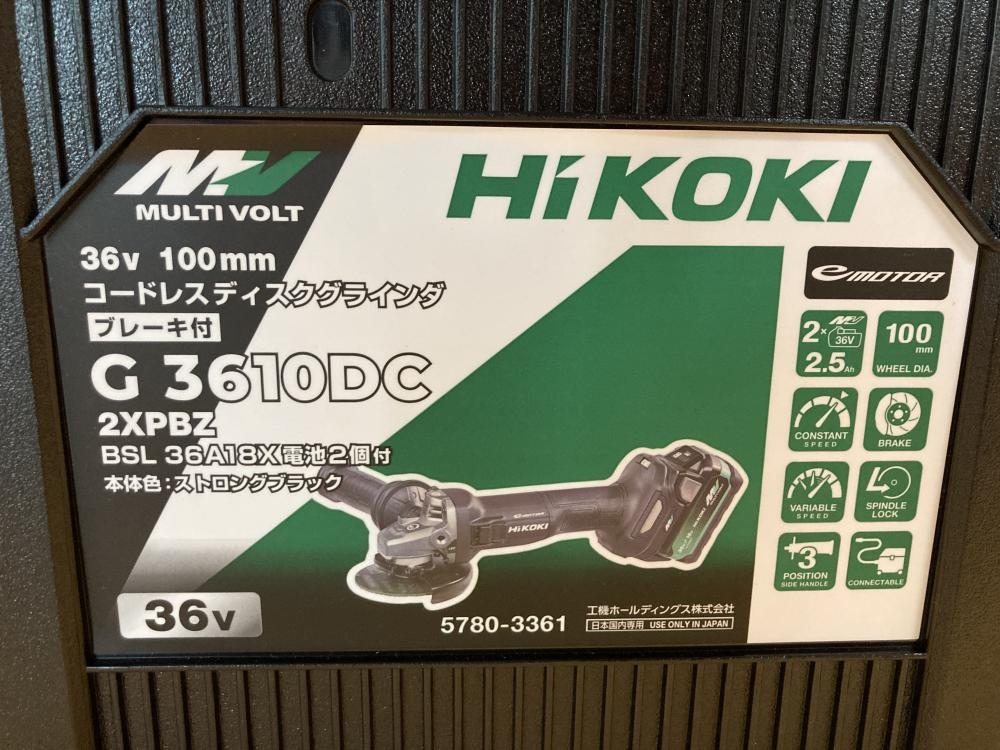 MV
MULTI VOLT
HiKOKI
36v 100mm
コードレスディスクグラインダ
ブレーキ付
G 3610DC
2XPBZ
BSL 36A18X電池2個付
本体色:ストロングブラック
36v
5780-3361
工機ホールディングス株式会社
日本国内専用 USE ONLY IN JAPAN
eMOTOR
2× MV 36V
2.5Ah
100
mm
WHEEL DIA.
CONSTANT
SPEED
BRAKE
VARIABLE
SPEED
SPINDLE
LOCK
3
POSITION
SIDE HANDLE
CONNECTABLE
HiKOKI
eMOTOR
MV